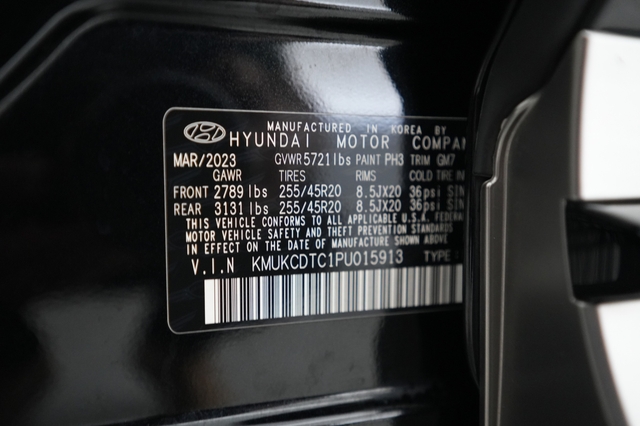 MANUFACTURED IN KOREA BY
HYUNDAI MOTOR COMPAN
MAR/2023 GVWR 5721lbs PAINT PH3 TRIM GM7
GAWR TIRES RIMS COLD TIRE IN
FRONT 2789 lbs 255/45R20 8.5JX20 36psi SIN
REAR 3131 lbs 255/45R20 8.5JX20 36psi SIN
THIS VEHICLE CONFORMS TO ALL APPLICABLE U.S. FEDERA
MOTOR VEHICLE SAFETY AND THEFT PREVENTION STANDARDS
IN EFFECT ON THE DATE OF MANUFACTURE SHOWN ABOVE.
V.I.N KMUKCDTC1PU015913 TYPE